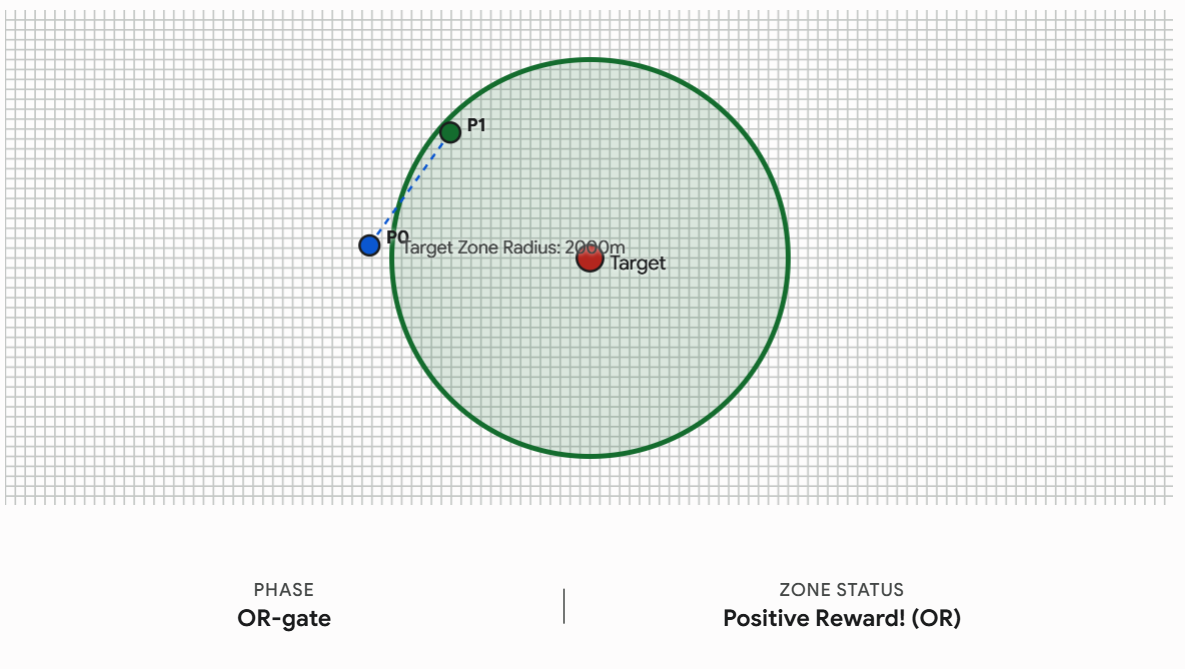 P1
P0
Target Zone Radius: 2000m
Target
PHASE
OR-gate
ZONE STATUS
Positive Reward! (OR)